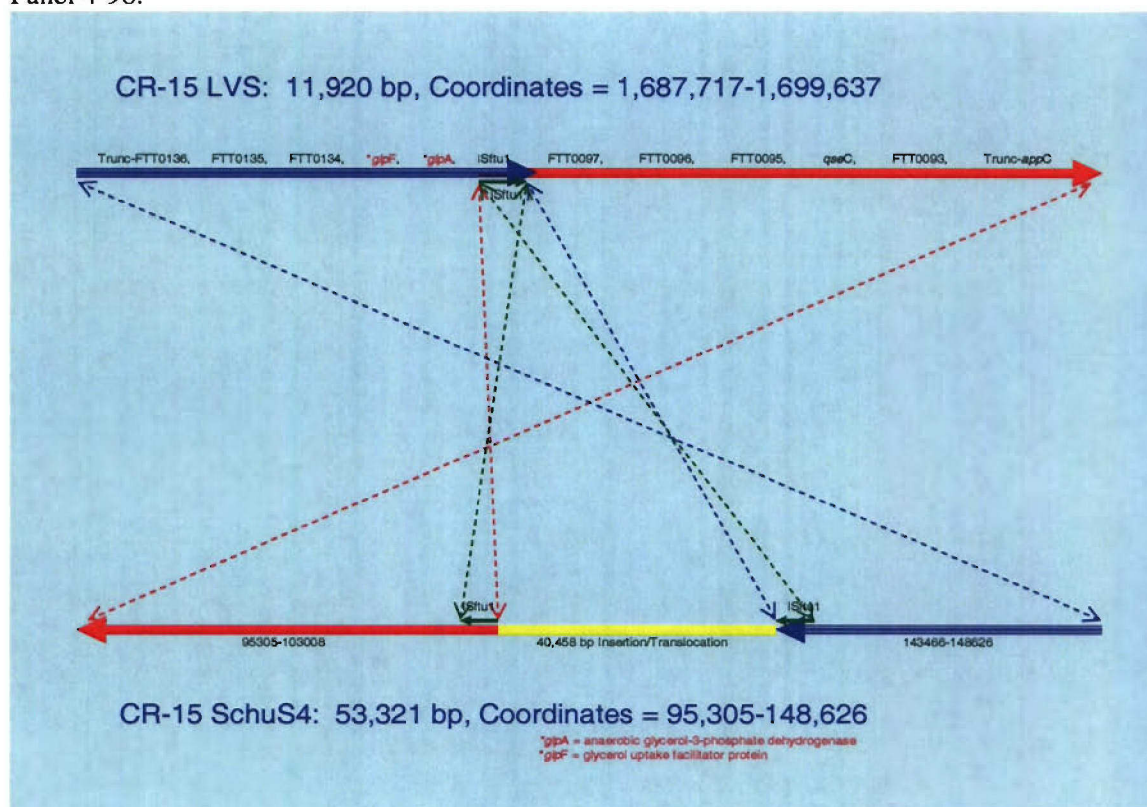 Panel 4-98.
CR-15 LVS: 11,920 bp, Coordinates = 1,687,717-1,699,637
Trunc-FTT0136, FTT0135, FTT0134, *glpF, *glpA, ISftu1 FTT0097, FTT0096, FTT0095, qseC, FTT0093, Trunc-appC
ISftu1
ISftu1 ISftu1
95305-103008 40,458 bp Insertion/Translocation 143466-148626
CR-15 SchuS4: 53,321 bp, Coordinates = 95,305-148,626
*glpA = anaerobic glycerol-3-phosphate dehydrogenase
*glpF = glycerol uptake facilitator protein